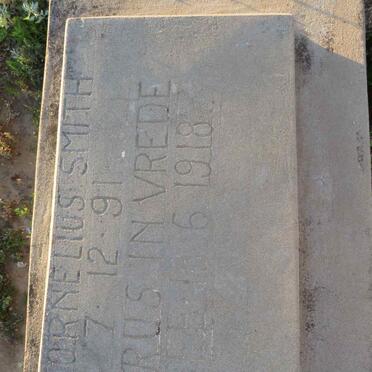 ORNELIUS SMITH
7 · 12 · 91
RUS IN VREDE
6 1918